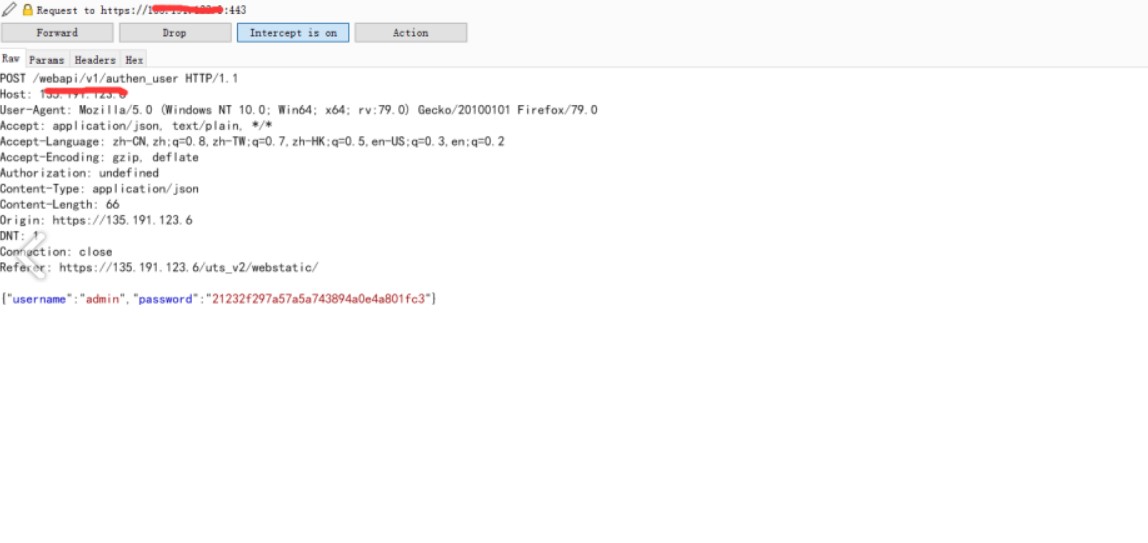 Request to https://1 :443
Forward Drop Intercept is on Action
Raw Params Headers Hex
POST /webapi/v1/authen_user HTTP/1.1
Host:
User-Agent: Mozilla/5.0 (Windows NT 10.0; Win64; x64; rv:79.0) Gecko/20100101 Firefox/79.0
Accept: application/json, text/plain, */*
Accept-Language: zh-CN,zh;q=0.8,zh-TW;q=0.7,zh-HK;q=0.5,en-US;q=0.3,en;q=0.2
Accept-Encoding: gzip, deflate
Authorization: undefined
Content-Type: application/json
Content-Length: 66
Origin: https://135.191.123.6
DNT: 1
Connection: close
Referer: https://135.191.123.6/uts_v2/webstatic/
{"username":"admin","password":"21232f297a57a5a743894a0e4a801fc3"}